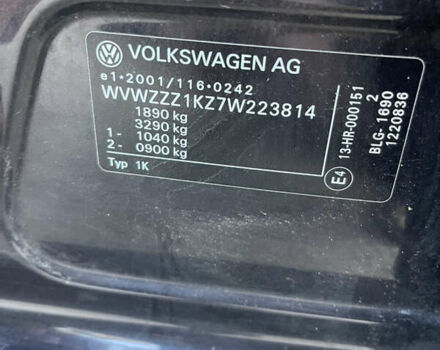 VOLKSWAGEN AG
e1*2001/116*0242
WVWZZZ1KZ7W223814
1890 kg
3290 kg
1- 1040 kg
2- 0900 kg
Typ 1K
E4
13-HR-000151
2
BLG-1690
1220836